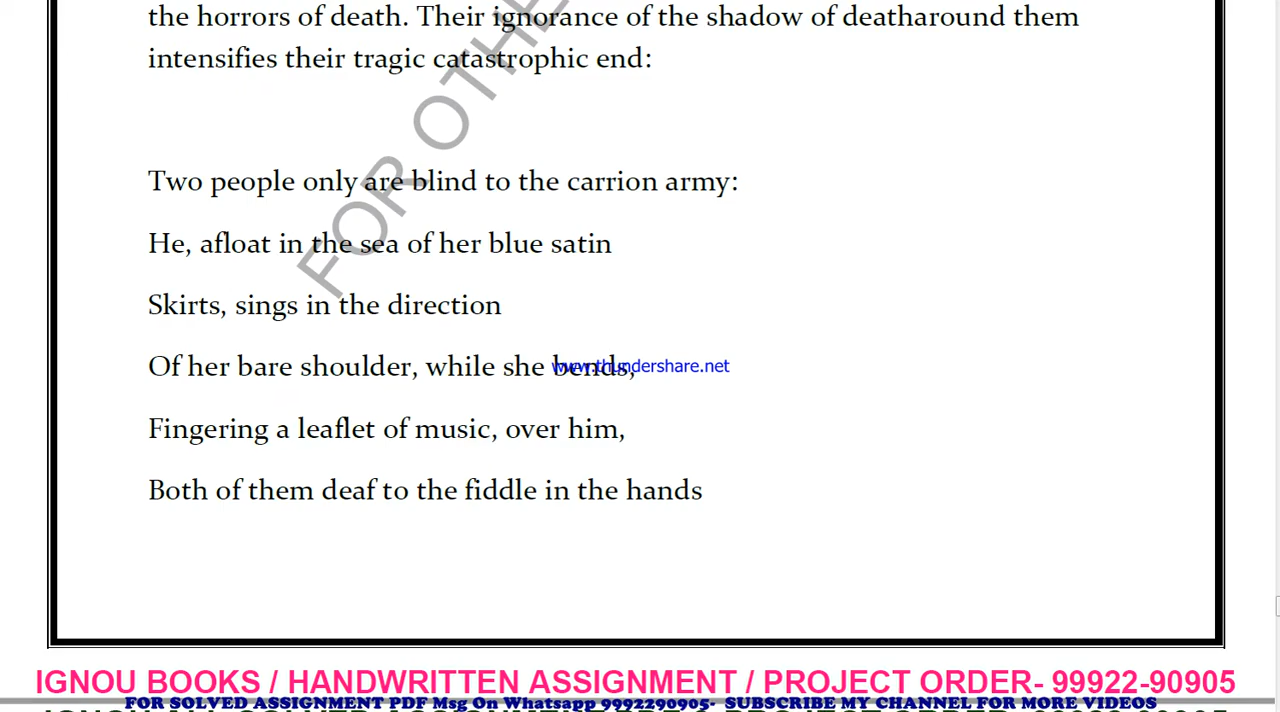 the horrors of death. Their ignorance of the shadow of deatharound them
intensifies their tragic catastrophic end:
FOR OTHE
Two people only are blind to the carrion army:
He, afloat in the sea of her blue satin
Skirts, sings in the direction
Of her bare shoulder, while she bends,
www.thundershare.net
Fingering a leaflet of music, over him,
Both of them deaf to the fiddle in the hands
IGNOU BOOKS / HANDWRITTEN ASSIGNMENT / PROJECT ORDER- 99922-90905
FOR SOLVED ASSIGNMENT PDF Msg On Whatsapp 9992290905- SUBSCRIBE MY CHANNEL FOR MORE VIDEOS